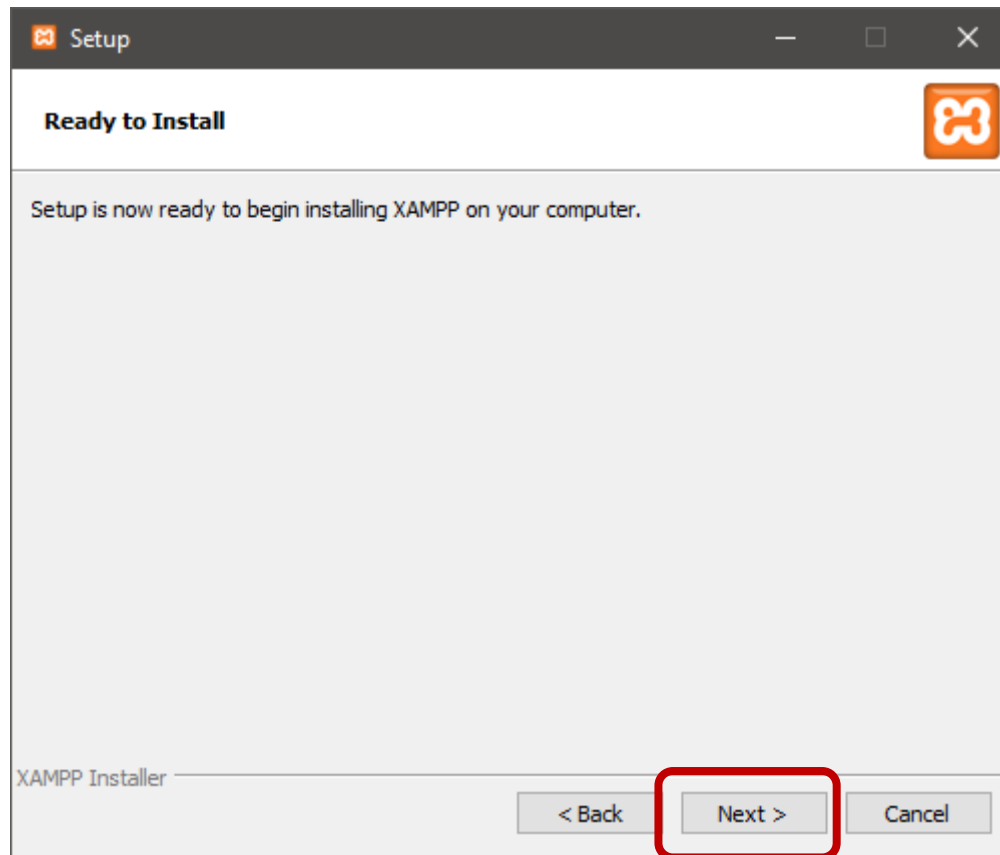 Setup
Ready to Install
Setup is now ready to begin installing XAMPP on your computer.
XAMPP Installer
< Back
Next >
Cancel